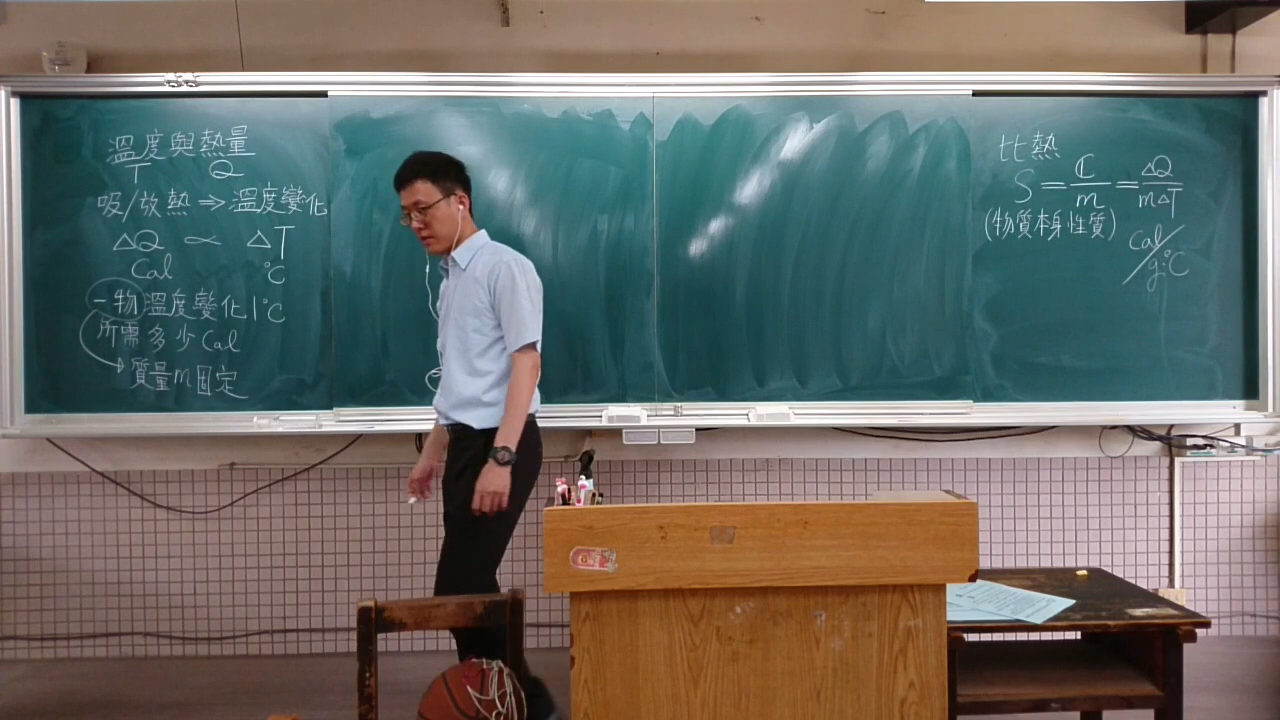 溫度與熱量
T Q
吸/放熱 ⇒ 溫度變化
ΔQ ∝ ΔT
Cal °C
一物溫度變化1°C
所需多少Cal
質量m固定
比熱
S = C/m = ΔQ/mΔT
(物質本身性質)
Cal/g·°C